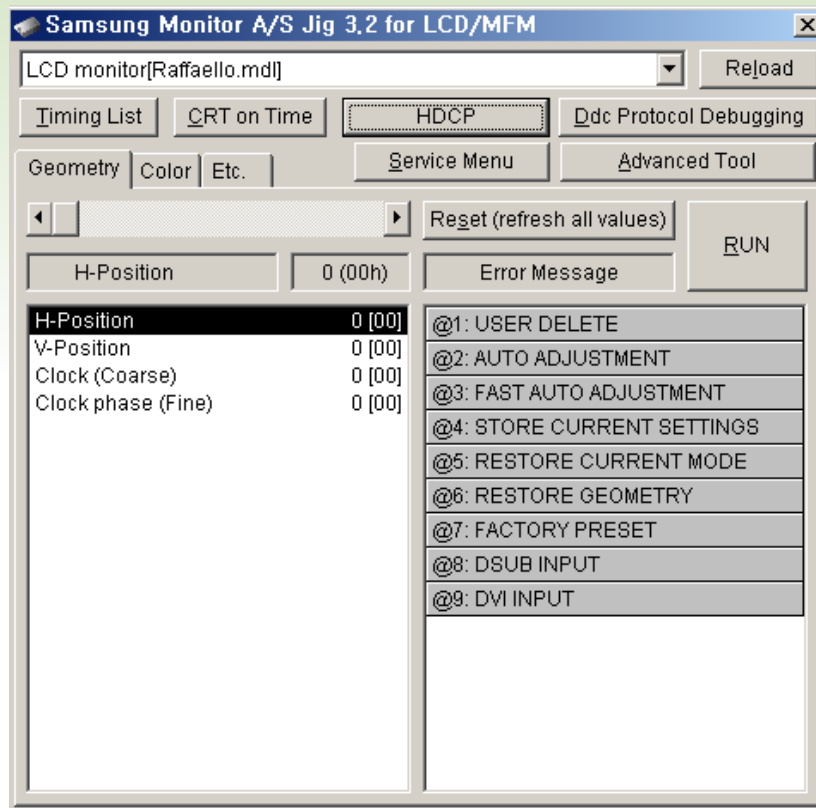 Samsung Monitor A/S Jig 3.2 for LCD/MFM
LCD monitor[Raffaello.mdl]
Reload
Timing List
CRT on Time
HDCP
Ddc Protocol Debugging
Geometry
Color
Etc.
Service Menu
Advanced Tool
Reset (refresh all values)
RUN
H-Position
0 (00h)
Error Message
H-Position 0 [00]
V-Position 0 [00]
Clock (Coarse) 0 [00]
Clock phase (Fine) 0 [00]
@1: USER DELETE
@2: AUTO ADJUSTMENT
@3: FAST AUTO ADJUSTMENT
@4: STORE CURRENT SETTINGS
@5: RESTORE CURRENT MODE
@6: RESTORE GEOMETRY
@7: FACTORY PRESET
@8: DSUB INPUT
@9: DVI INPUT